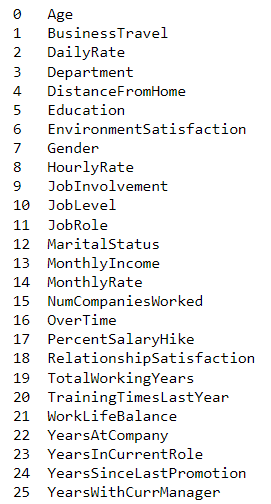 0 Age
1 BusinessTravel
2 DailyRate
3 Department
4 DistanceFromHome
5 Education
6 EnvironmentSatisfaction
7 Gender
8 HourlyRate
9 JobInvolvement
10 JobLevel
11 JobRole
12 MaritalStatus
13 MonthlyIncome
14 MonthlyRate
15 NumCompaniesWorked
16 OverTime
17 PercentSalaryHike
18 RelationshipSatisfaction
19 TotalWorkingYears
20 TrainingTimesLastYear
21 WorkLifeBalance
22 YearsAtCompany
23 YearsInCurrentRole
24 YearsSinceLastPromotion
25 YearsWithCurrManager